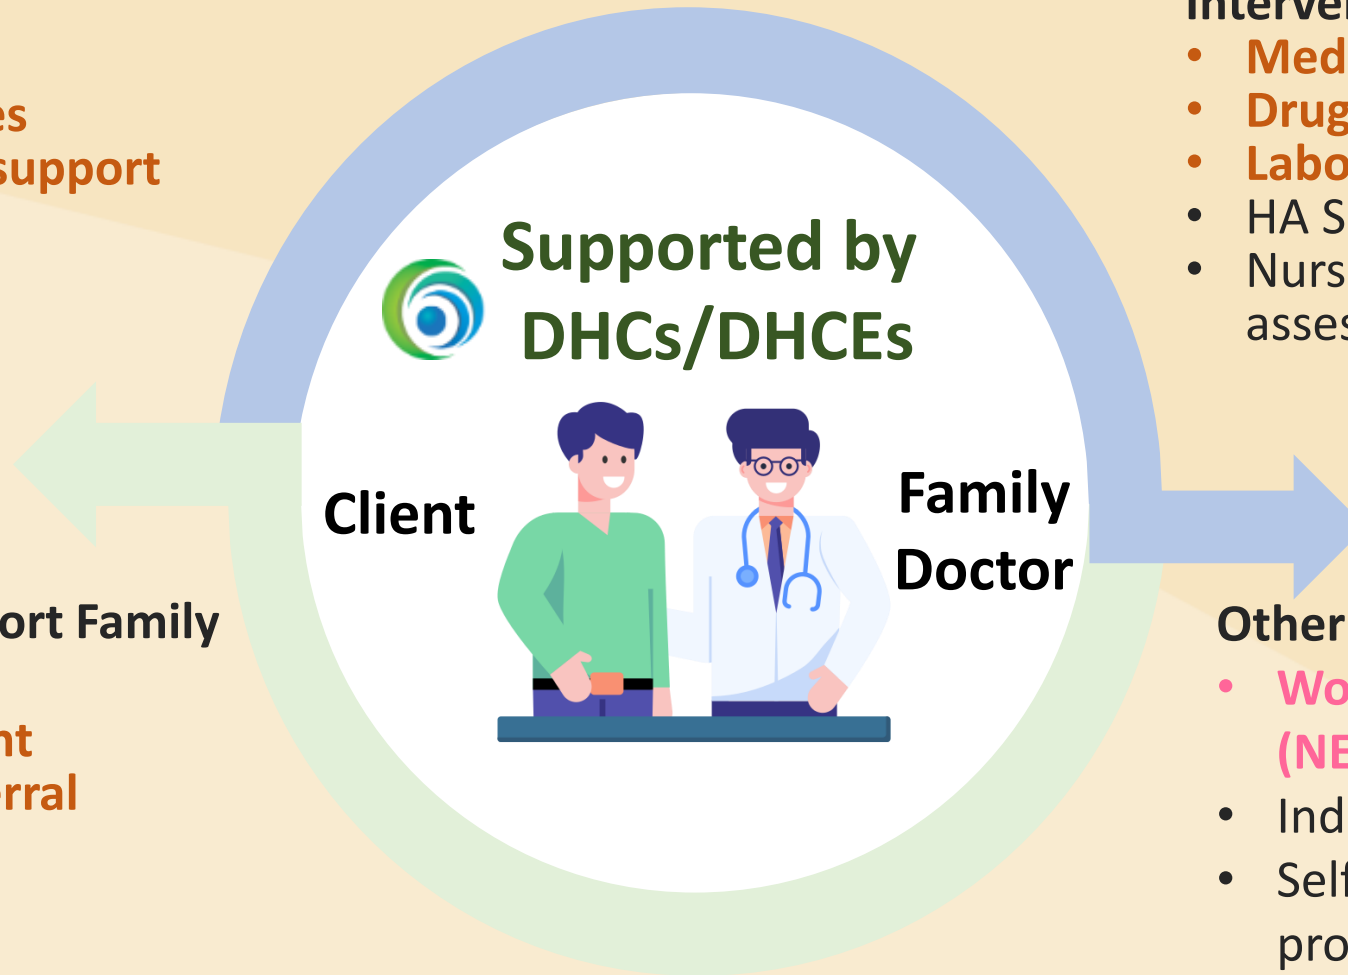 es
support
Supported by
DHCs/DHCEs
Client
Family
Doctor
ort Family
nt
erral
Interve
• Med
• Drug
• Labo
• HA S
• Nurs
asses
Other
• Wo
(NE
• Ind
• Self
pro